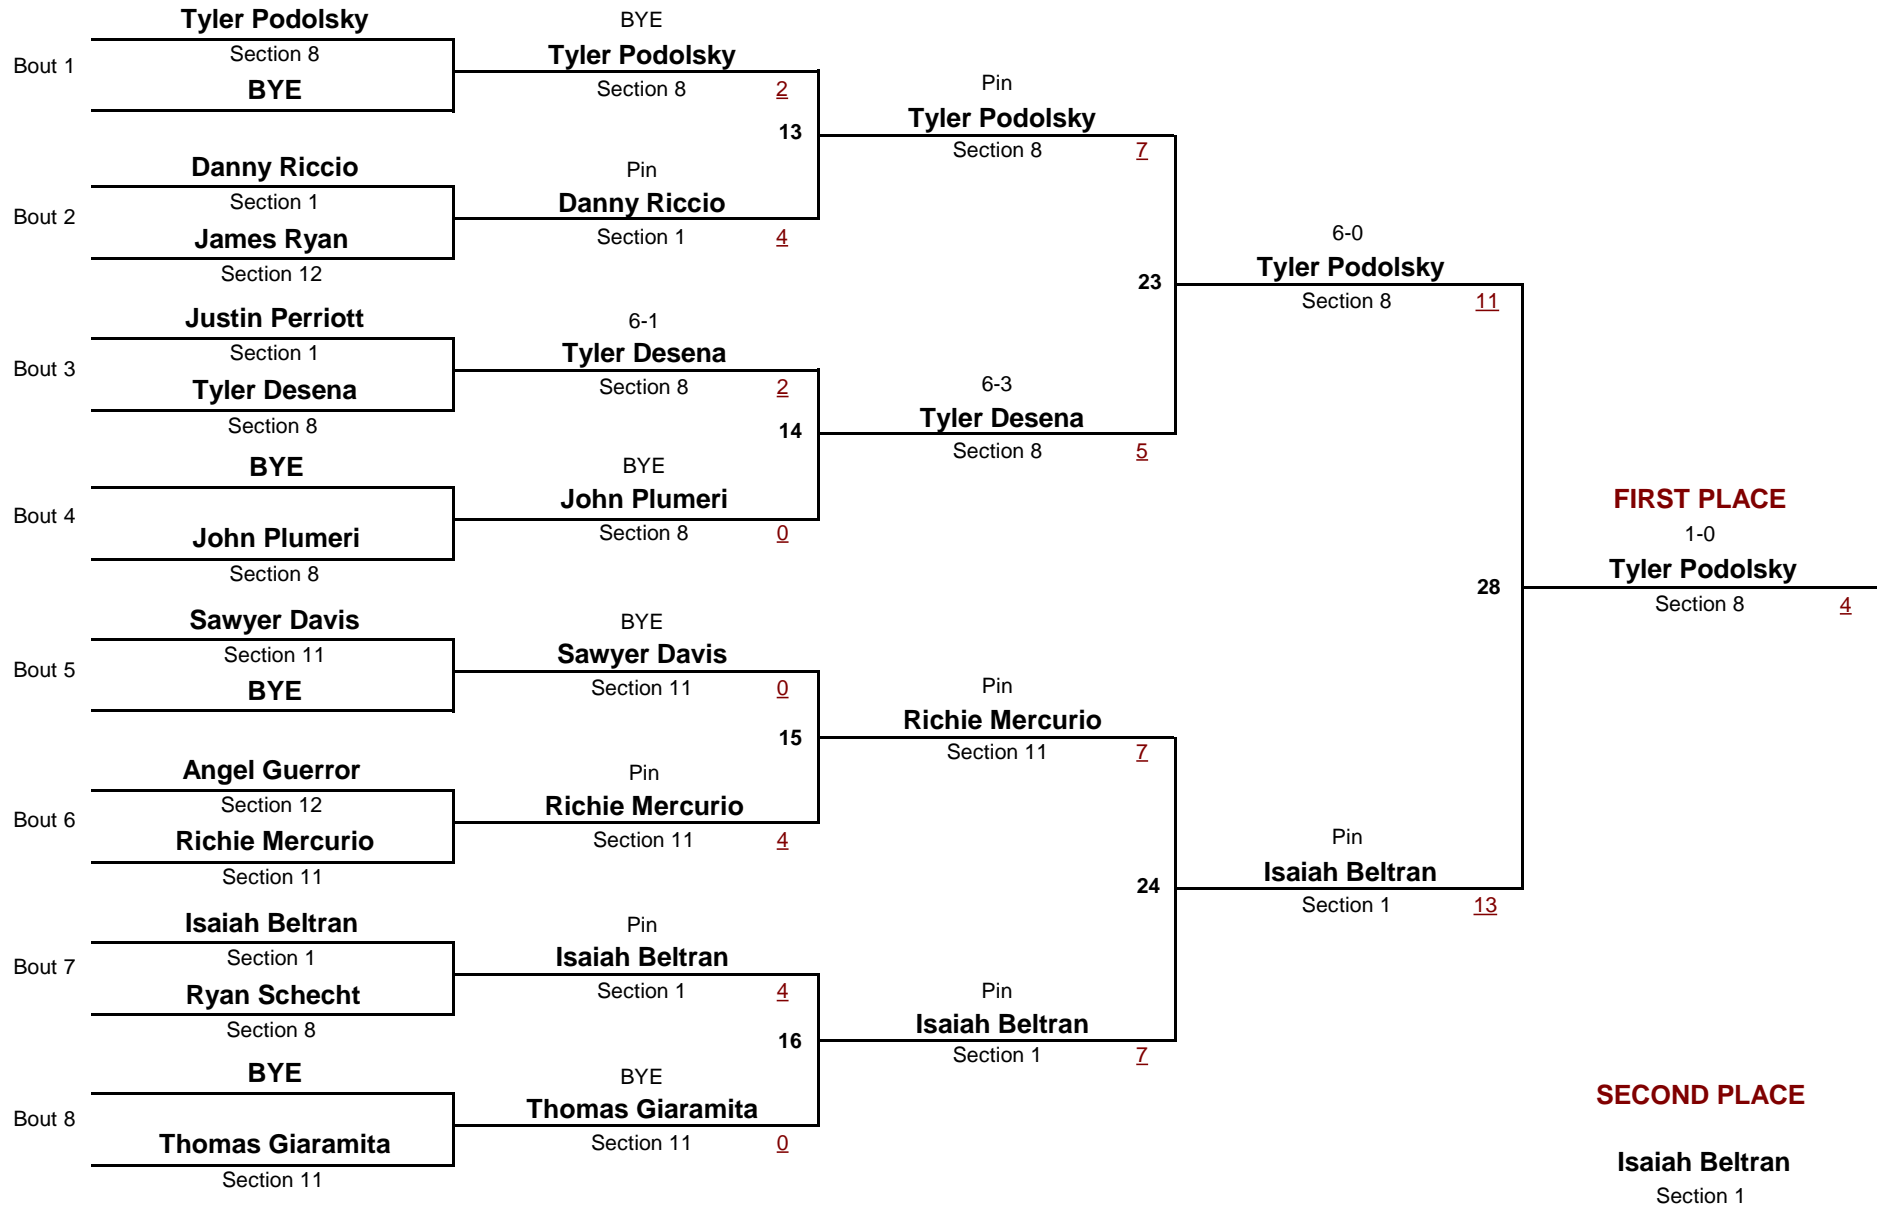 Tyler Podolsky
Bout 1
Section 8
BYE
Danny Riccio
Bout 2
Section 1
James Ryan
Section 12
Justin Perriott
Bout 3
Section 1
Tyler Desena
Section 8
BYE
Bout 4
John Plumeri
Section 8
Sawyer Davis
Bout 5
Section 11
BYE
Angel Guerror
Bout 6
Section 12
Richie Mercurio
Section 11
Isaiah Beltran
Bout 7
Section 1
Ryan Schecht
Section 8
BYE
Bout 8
Thomas Giaramita
Section 11
BYE
Tyler Podolsky
Section 8 2
13
Pin
Danny Riccio
Section 1 4
6-1
Tyler Desena
Section 8 2
14
BYE
John Plumeri
Section 8 0
BYE
Sawyer Davis
Section 11 0
15
Pin
Richie Mercurio
Section 11 4
Pin
Isaiah Beltran
Section 1 4
16
BYE
Thomas Giaramita
Section 11 0
Pin
Tyler Podolsky
Section 8 7
23
6-3
Tyler Desena
Section 8 5
Pin
Richie Mercurio
Section 11 7
24
Pin
Isaiah Beltran
Section 1 7
6-0
Tyler Podolsky
Section 8 11
28
Pin
Isaiah Beltran
Section 1 13
FIRST PLACE
1-0
Tyler Podolsky
Section 8 4
SECOND PLACE
Isaiah Beltran
Section 1